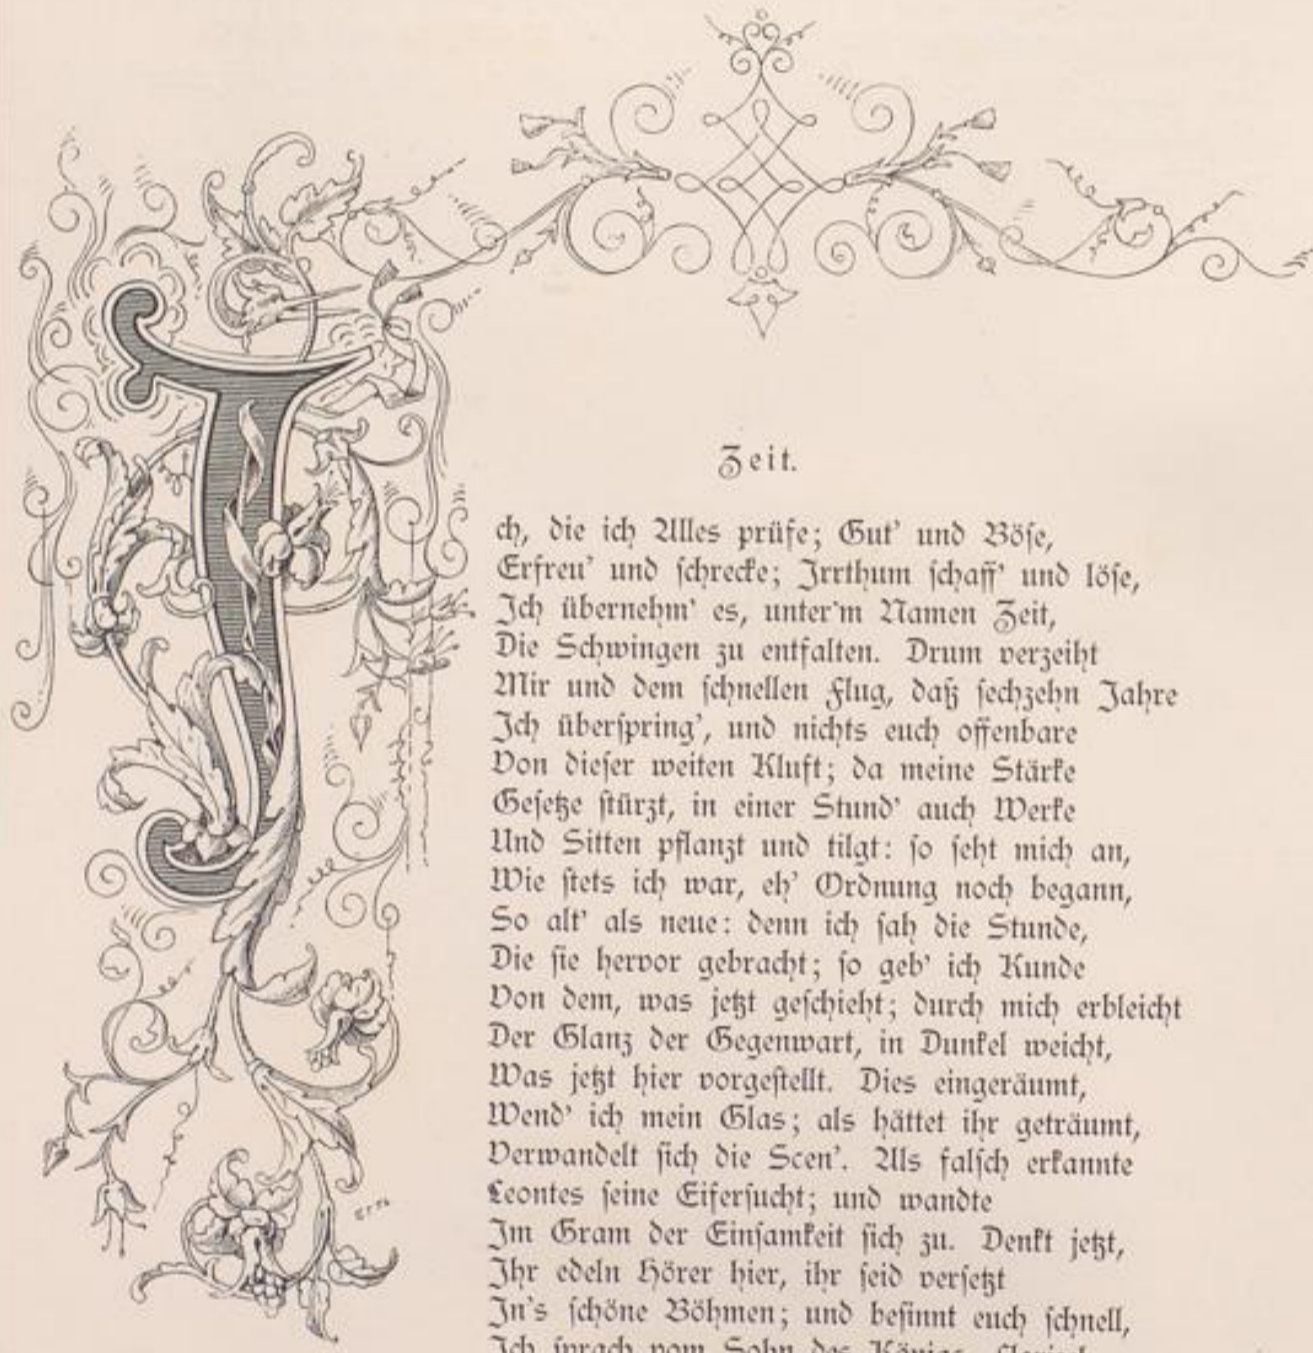 Zeit.
Ich, die ich Alles prüfe; Gut' und Böse,
Erfreu' und schrecke; Irrthum schaff' und löse,
Ich übernehm' es, unter'm Namen Zeit,
Die Schwingen zu entfalten. Drum verzeiht
Mir und dem schnellen Flug, daß sechzehn Jahre
Ich überspring', und nichts euch offenbare
Von dieser weiten Kluft; da meine Stärke
Gesetze stürzt, in einer Stund' auch Werke
Und Sitten pflanzt und tilgt: so seht mich an,
Wie stets ich war, eh' Ordnung noch begann,
So alt' als neue: denn ich sah die Stunde,
Die sie hervor gebracht; so geb' ich Kunde
Von dem, was jetzt geschieht; durch mich erbleicht
Der Glanz der Gegenwart, in Dunkel weicht,
Was jetzt hier vorgestellt. Dies eingeräumt,
Wend' ich mein Glas; als hättet ihr geträumt,
Verwandelt sich die Scen'. Als falsch erkannte
Leontes seine Eifersucht; und wandte
Im Gram der Einsamkeit sich zu. Denkt jetzt,
Ihr edeln Hörer hier, ihr seid versetzt
In's schöne Böhmen; und besinnt euch schnell,
Ich sprach vom Sohn des Königs,